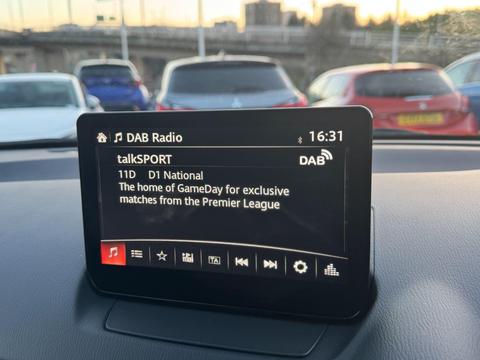 DAB Radio 16:31
talkSPORT DAB
11D D1 National
The home of GameDay for exclusive
matches from the Premier League
TA